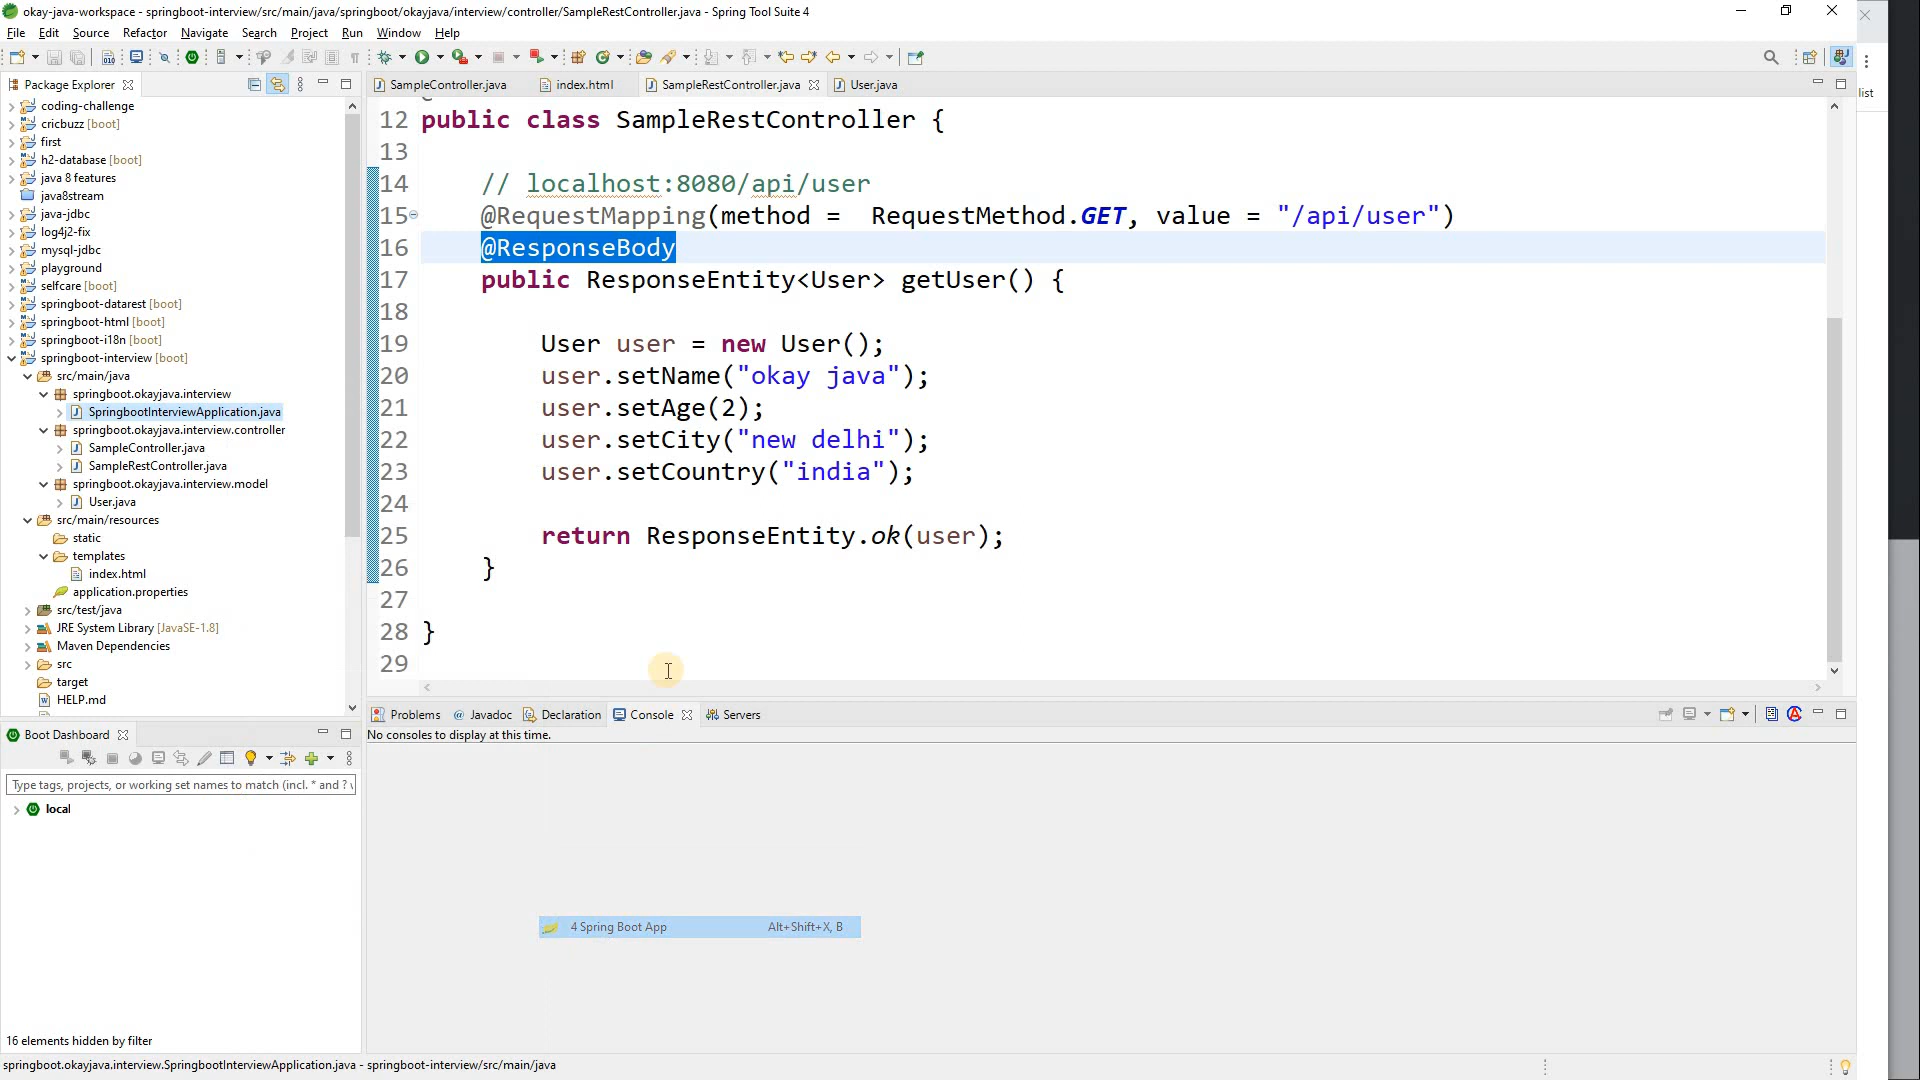 okay-java-workspace - springboot-interview/src/main/java/springboot/okayjava/interview/controller/SampleRestController.java - Spring Tool Suite 4
File Edit Source Refactor Navigate Search Project Run Window Help
Package Explorer
SampleController.java index.html SampleRestController.java User.java
list
coding-challenge
cricbuzz [boot]
first
h2-database [boot]
java 8 features
java8stream
java-jdbc
log4j2-fix
mysql-jdbc
playground
selfcare [boot]
springboot-datarest [boot]
springboot-html [boot]
springboot-i18n [boot]
springboot-interview [boot]
src/main/java
springboot.okayjava.interview
SpringbootInterviewApplication.java
springboot.okayjava.interview.controller
SampleController.java
SampleRestController.java
springboot.okayjava.interview.model
User.java
src/main/resources
static
templates
index.html
application.properties
src/test/java
JRE System Library [JavaSE-1.8]
Maven Dependencies
src
target
HELP.md
12 public class SampleRestController {
13
14 // localhost:8080/api/user
15 @RequestMapping(method =  RequestMethod.GET, value = "/api/user")
16 @ResponseBody
17 public ResponseEntity<User> getUser() {
18
19 User user = new User();
20 user.setName("okay java");
21 user.setAge(2);
22 user.setCity("new delhi");
23 user.setCountry("india");
24
25 return ResponseEntity.ok(user);
26 }
27
28 }
29
Problems Javadoc Declaration Console Servers
No consoles to display at this time.
4 Spring Boot App Alt+Shift+X, B
Boot Dashboard
Type tags, projects, or working set names to match (incl. * and ?
local
16 elements hidden by filter
springboot.okayjava.interview.SpringbootInterviewApplication.java - springboot-interview/src/main/java